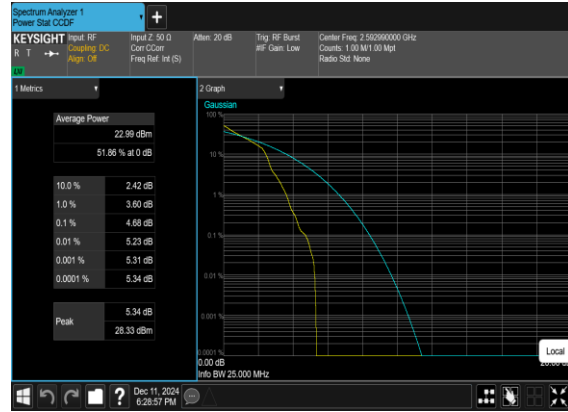 Spectrum Analyzer 1
Power Stat CCDF
KEYSIGHT
R T
LXI
Input: RF
Coupling: DC
Align: Off
Input Z: 50 Ω
Corr CCorr
Freq Ref: Int (S)
Atten: 20 dB
Trig: RF Burst
#IF Gain: Low
Center Freq: 2.592990000 GHz
Counts: 1.00 M/1.00 Mpt
Radio Std: None
1 Metrics
Average Power
22.99 dBm
51.86 % at 0 dB
10.0 % 2.42 dB
1.0 % 3.60 dB
0.1 % 4.68 dB
0.01 % 5.23 dB
0.001 % 5.31 dB
0.0001 % 5.34 dB
Peak
5.34 dB
28.33 dBm
2 Graph
Gaussian
100 %
10 %
1 %
0.1 %
0.01 %
0.001 %
0.0001 %
0.00 dB
Info BW 25.000 MHz
Local
?
Dec 11, 2024
6:28:57 PM